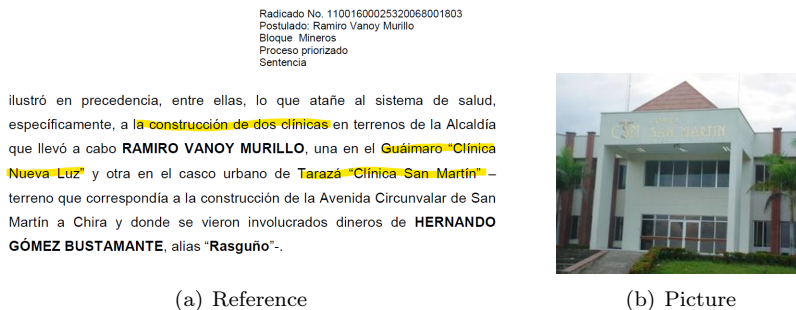 Radicado No. 11001600025320068001803
Postulado: Ramiro Vanoy Murillo
Bloque Mineros
Proceso priorizado
Sentencia
ilustró en precedencia, entre ellas, lo que atañe al sistema de salud,
específicamente, a la construcción de dos clínicas en terrenos de la Alcaldía
que llevó a cabo RAMIRO VANOY MURILLO, una en el Guáimaro “Clínica
Nueva Luz” y otra en el casco urbano de Tarazá “Clínica San Martín” –
terreno que correspondía a la construcción de la Avenida Circunvalar de San
Martín a Chira y donde se vieron involucrados dineros de HERNANDO
GÓMEZ BUSTAMANTE, alias “Rasguño”-.
SAN MARTIN
(a) Reference
(b) Picture